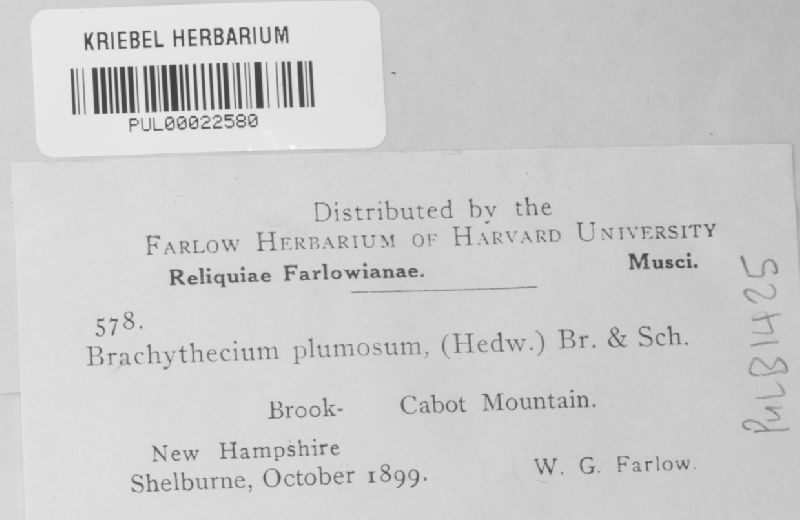 KRIEBEL HERBARIUM
PUL00022580
Distributed by the
FARLOW HERBARIUM OF HARVARD UNIVERSITY
Reliquiae Farlowianae. Musci.
578.
Brachythecium plumosum, (Hedw.) Br. & Sch.
Brook- Cabot Mountain.
New Hampshire
Shelburne, October 1899. W. G. Farlow.
PULB1425